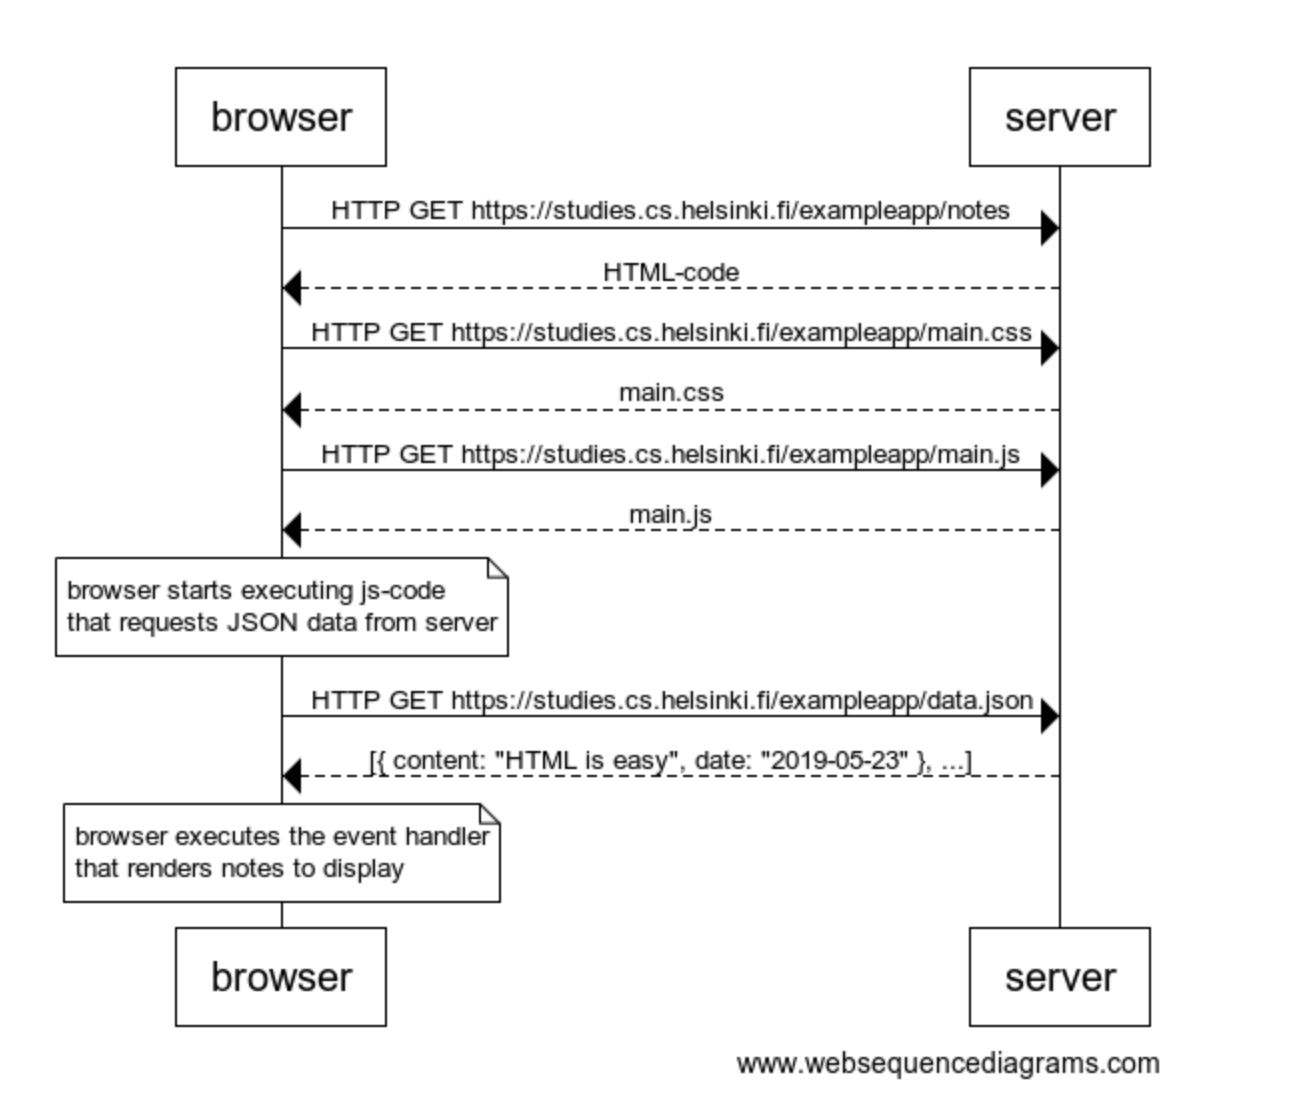 browser
server
HTTP GET https://studies.cs.helsinki.fi/exampleapp/notes
HTML-code
HTTP GET https://studies.cs.helsinki.fi/exampleapp/main.css
main.css
HTTP GET https://studies.cs.helsinki.fi/exampleapp/main.js
main.js
browser starts executing js-code
that requests JSON data from server
HTTP GET https://studies.cs.helsinki.fi/exampleapp/data.json
[{ content: "HTML is easy", date: "2019-05-23" }, ...]
browser executes the event handler
that renders notes to display
browser
server
www.websequencediagrams.com